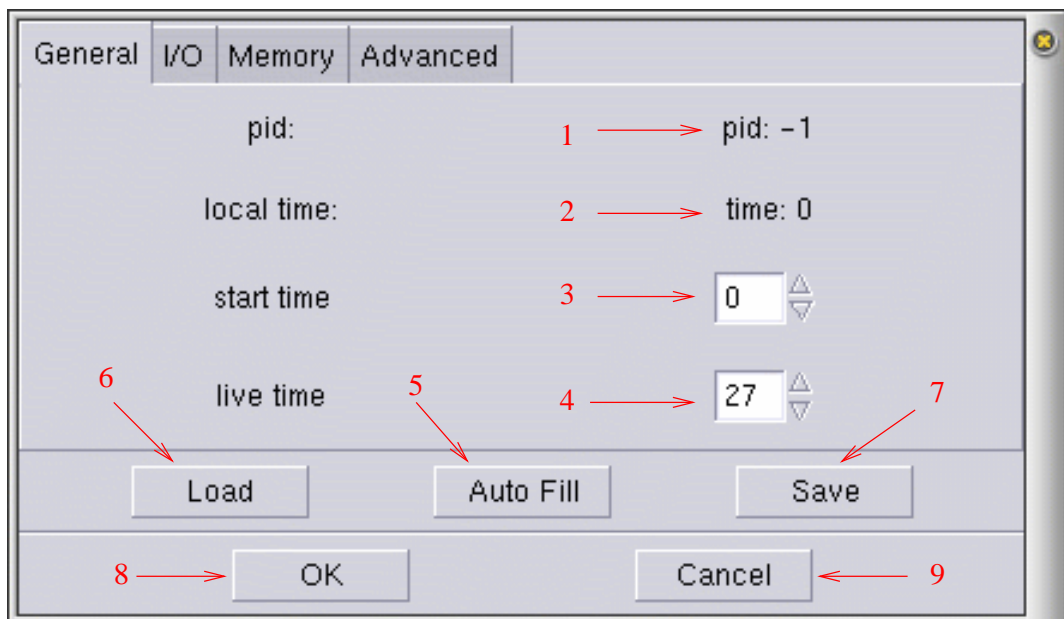 General I/O Memory Advanced
pid: 1 pid: -1
local time: 2 time: 0
start time 3 0
live time 4 27
6 5 7
Load Auto Fill Save
8 OK Cancel 9